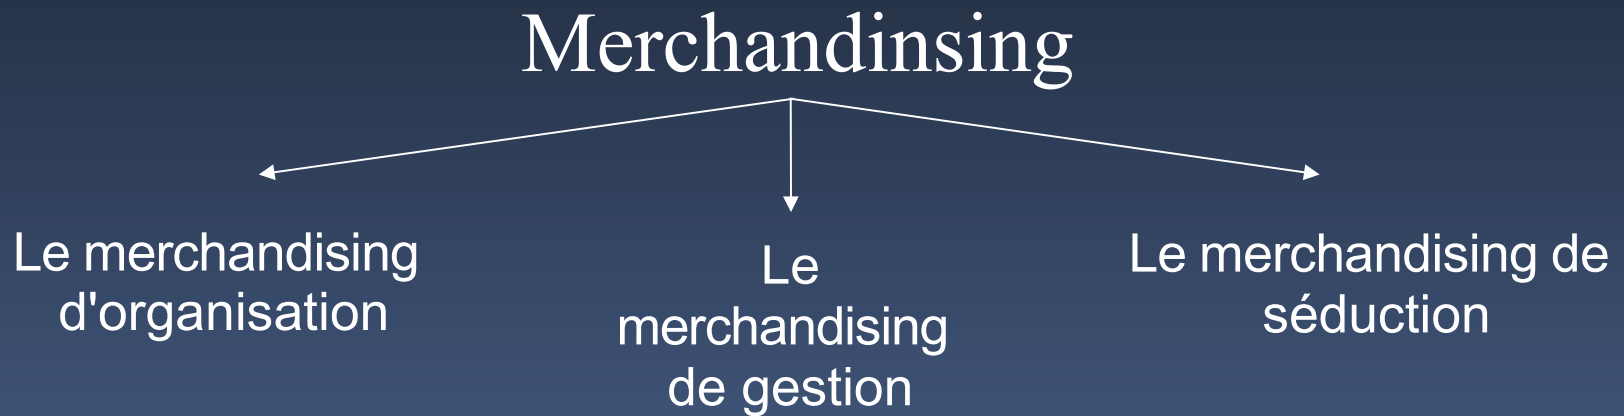 Merchandinsing
Le merchandising
d'organisation
Le
merchandising
de gestion
Le merchandising de
séduction